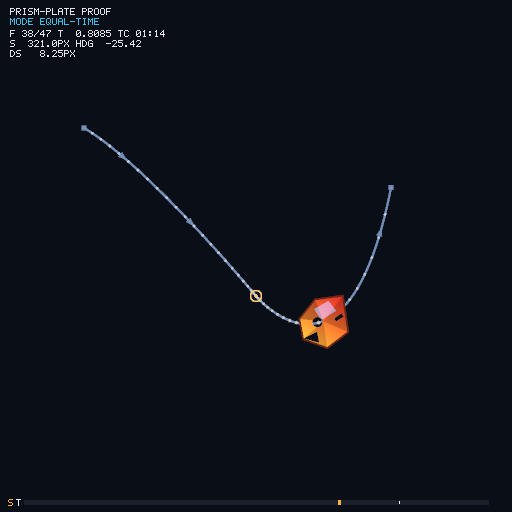 PRISM-PLATE PROOF
MODE EQUAL-TIME
F 38/47 T  0.8085 TC 01:14
S  321.0PX HDG  -25.42
DS   8.25PX
ST